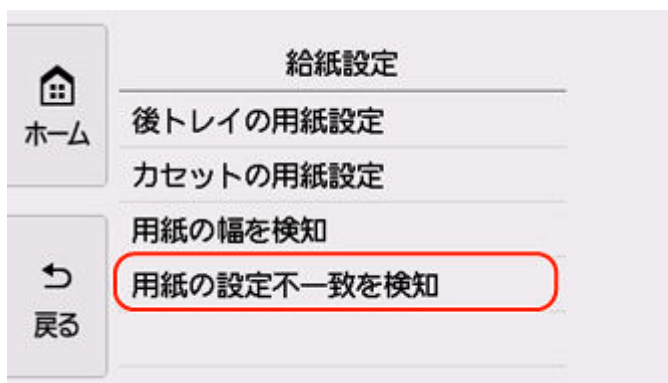 給紙設定
ホーム
後トレイの用紙設定
カセットの用紙設定
用紙の幅を検知
用紙の設定不一致を検知
戻る